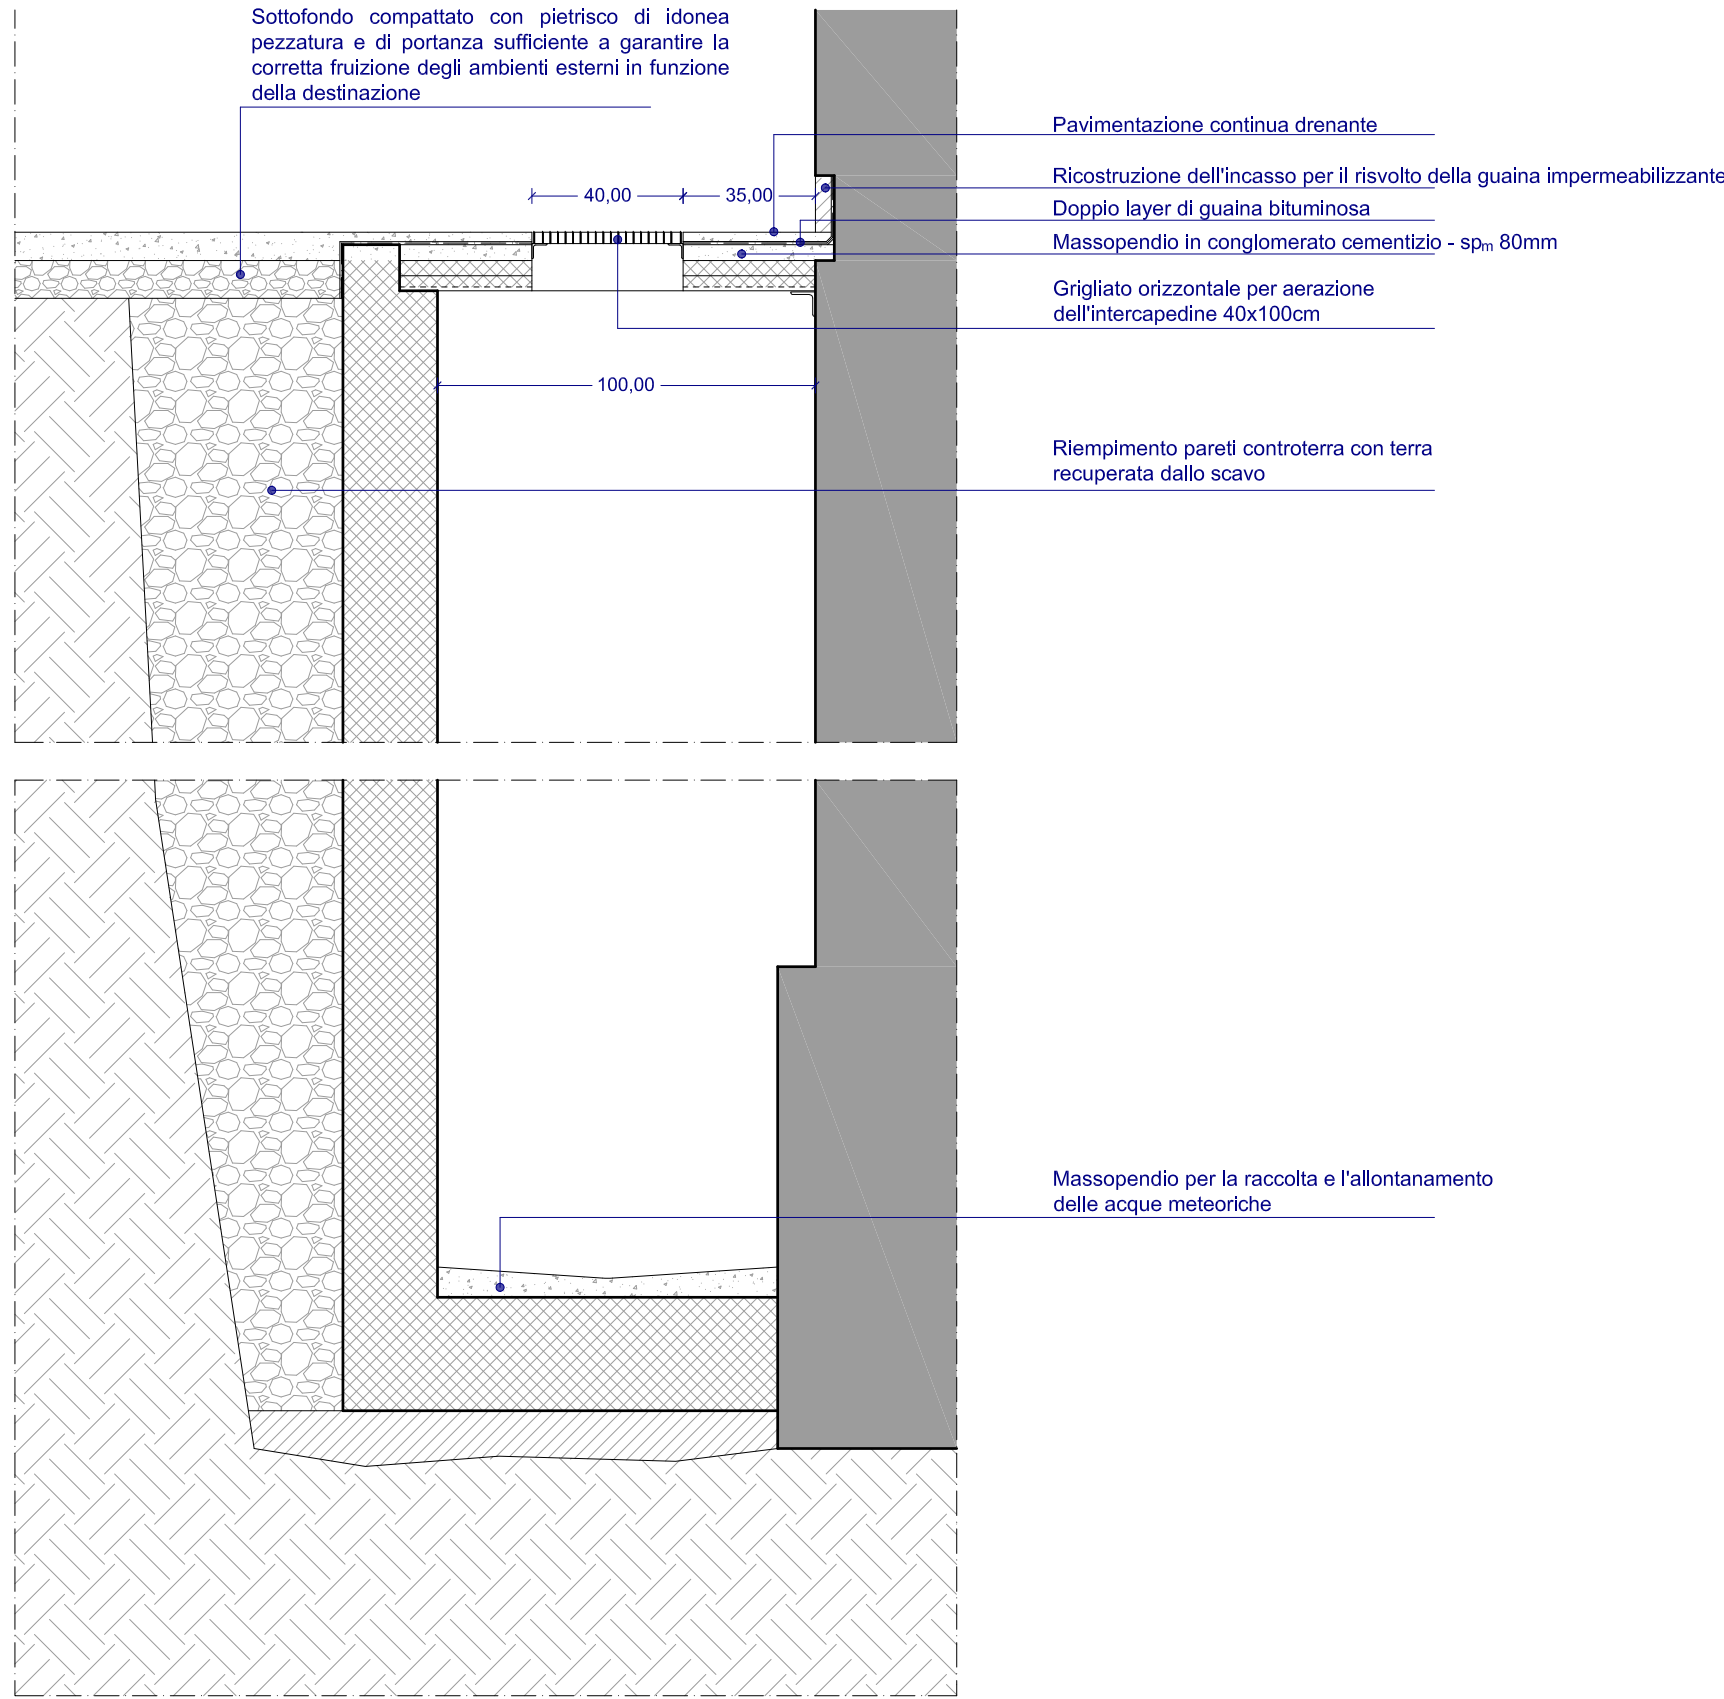 Sottofondo compattato con pietrisco di idonea
pezzatura e di portanza sufficiente a garantire la
corretta fruizione degli ambienti esterni in funzione
della destinazione
Pavimentazione continua drenante
Ricostruzione dell'incasso per il risvolto della guaina impermeabilizzante
40,00
35,00
Doppio layer di guaina bituminosa
Massopendio in conglomerato cementizio - spm 80mm
Grigliato orizzontale per aerazione
dell'intercapedine 40x100cm
100,00
Riempimento pareti controterra con terra
recuperata dallo scavo
Massopendio per la raccolta e l'allontanamento
delle acque meteoriche